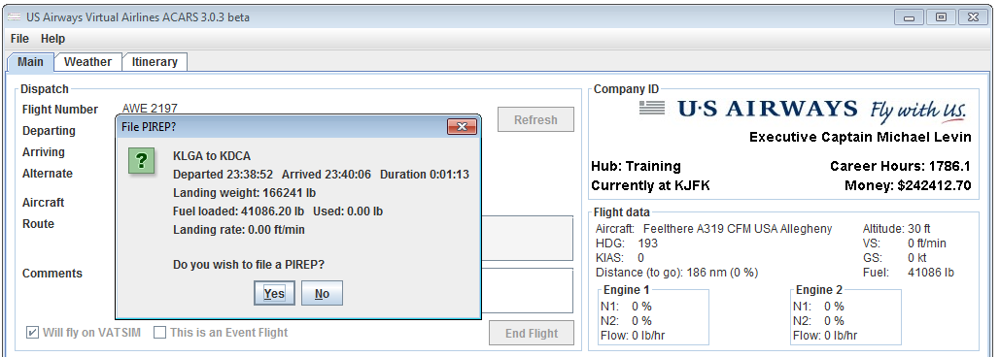 US Airways Virtual Airlines ACARS 3.0.3 beta
File Help
Main Weather Itinerary
Dispatch
Flight Number AWE 2197
Departing
Arriving
Alternate
Aircraft
Route
Comments
Refresh
File PIREP?
?
KLGA to KDCA
Departed 23:38:52 Arrived 23:40:06 Duration 0:01:13
Landing weight: 166241 lb
Fuel loaded: 41086.20 lb Used: 0.00 lb
Landing rate: 0.00 ft/min
Do you wish to file a PIREP?
Yes No
Will fly on VATSIM This is an Event Flight
End Flight
Company ID
U·S AIRWAYS Fly with us.
Executive Captain Michael Levin
Hub: Training Career Hours: 1786.1
Currently at KJFK Money: $242412.70
Flight data
Aircraft: Feelthere A319 CFM USA Allegheny Altitude: 30 ft
HDG: 193 VS: 0 ft/min
KIAS: 0 GS: 0 kt
Distance (to go): 186 nm (0 %) Fuel: 41086 lb
Engine 1 Engine 2
N1: 0 % N1: 0 %
N2: 0 % N2: 0 %
Flow: 0 lb/hr Flow: 0 lb/hr